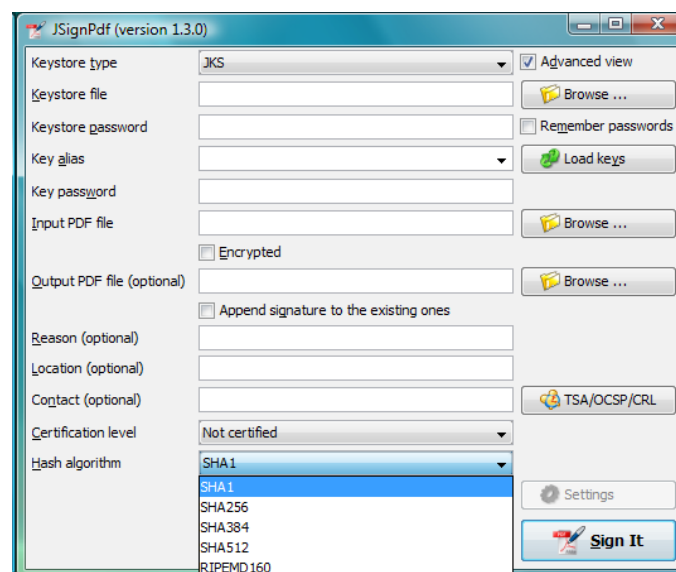 JSignPdf (version 1.3.0)
Keystore type JKS Advanced view
Keystore file Browse ...
Keystore password Remember passwords
Key alias Load keys
Key password
Input PDF file Browse ...
Encrypted
Output PDF file (optional) Browse ...
Append signature to the existing ones
Reason (optional)
Location (optional)
Contact (optional) TSA/OCSP/CRL
Certification level Not certified
Hash algorithm SHA1
SHA1
Settings
SHA256
SHA384
Sign It
SHA512
RIPEMD160